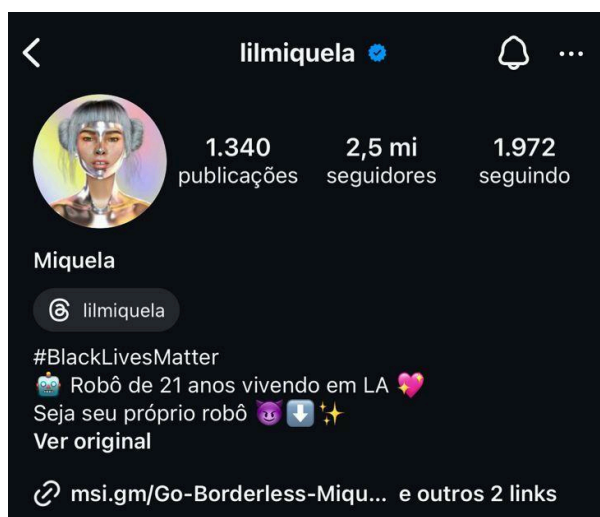 lilmiquela
1.340 2,5 mi 1.972
publicações seguidores seguindo
Miquela
lilmiquela
#BlackLivesMatter
🤖 Robô de 21 anos vivendo em LA 💖
Seja seu próprio robô 😈⬇️✨
Ver original
msi.gm/Go-Borderless-Miqu... e outros 2 links